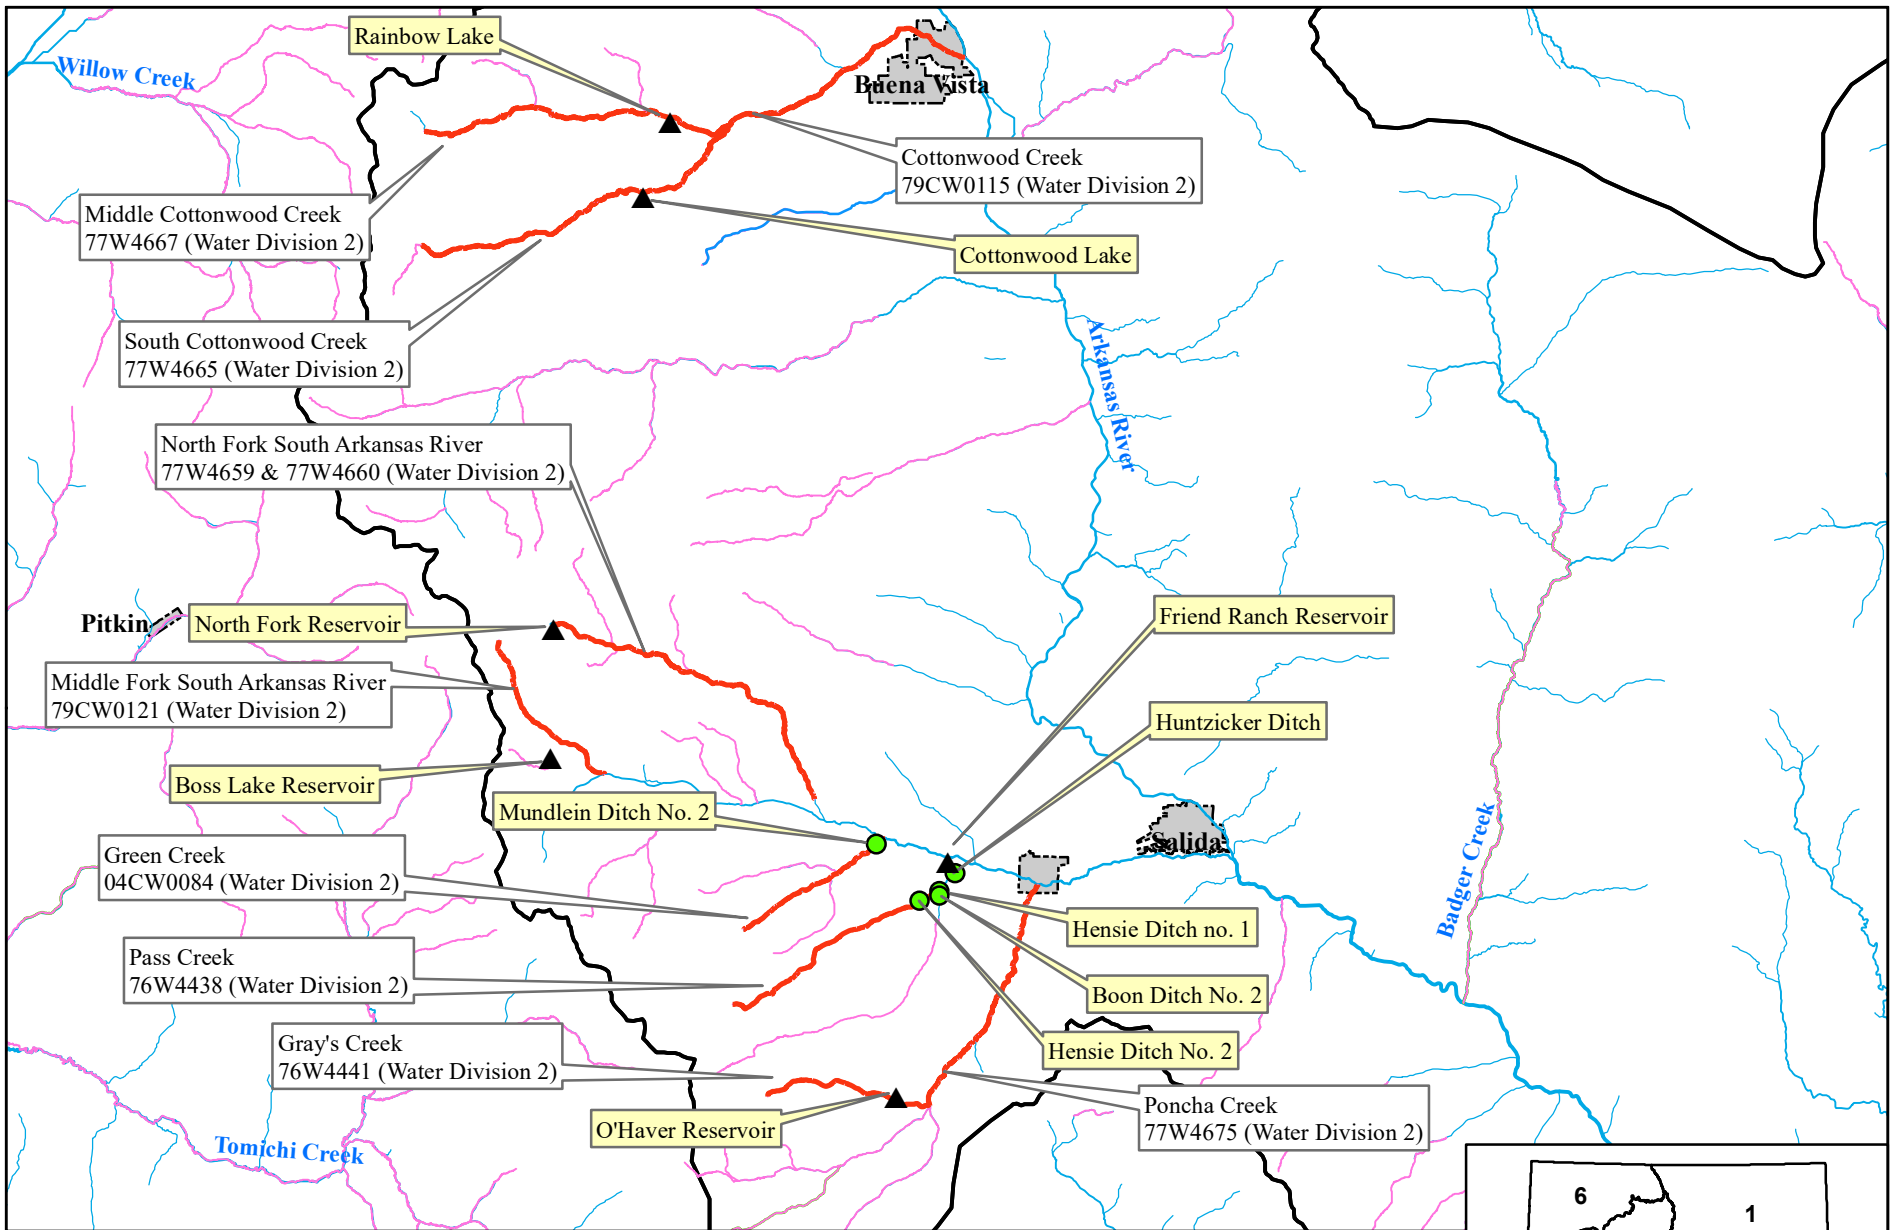 Rainbow Lake
Willow Creek
Buena Vista
Cottonwood Creek
79CW0115 (Water Division 2)
Middle Cottonwood Creek
77W4667 (Water Division 2)
Cottonwood Lake
South Cottonwood Creek
77W4665 (Water Division 2)
Arkansas River
North Fork South Arkansas River
77W4659 & 77W4660 (Water Division 2)
Pitkin
North Fork Reservoir
Friend Ranch Reservoir
Middle Fork South Arkansas River
79CW0121 (Water Division 2)
Huntzicker Ditch
Boss Lake Reservoir
Mundlein Ditch No. 2
Salida
Green Creek
04CW0084 (Water Division 2)
Badger Creek
Hensie Ditch no. 1
Pass Creek
76W4438 (Water Division 2)
Boon Ditch No. 2
Gray's Creek
76W4441 (Water Division 2)
Hensie Ditch No. 2
O'Haver Reservoir
Poncha Creek
77W4675 (Water Division 2)
Tomichi Creek
6
1